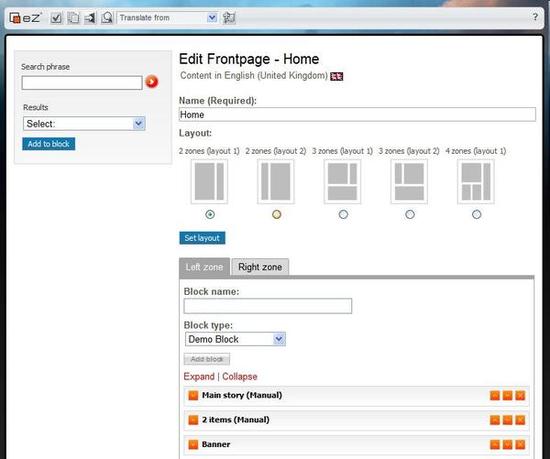 eZ
Translate from
?
Search phrase
Results
Select:
Add to block
Edit Frontpage - Home
Content in English (United Kingdom)
Name (Required):
Home
Layout:
2 zones (layout 1) 2 zones (layout 2) 3 zones (layout 1) 3 zones (layout 2) 4 zones (layout 1)
Set layout
Left zone Right zone
Block name:
Block type:
Demo Block
Add block
Expand | Collapse
Main story (Manual)
2 items (Manual)
Banner